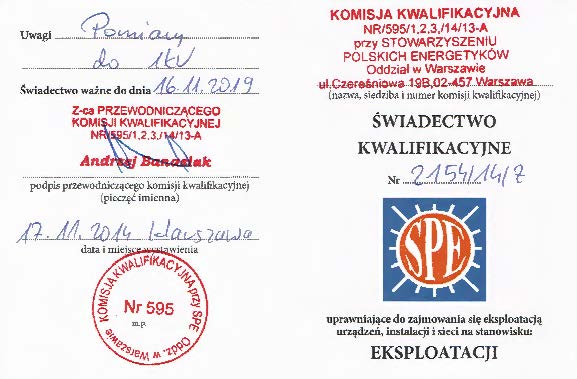 Uwagi Pomiary
do 1kV
Świadectwo ważne do dnia 16.11.2019
Z-ca PRZEWODNICZĄCEGO
KOMISJI KWALIFIKACYJNEJ
NR/595/1,2,3,/14/13-A
Andrzej Banasiak
podpis przewodniczącego komisji kwalifikacyjnej
(pieczęć imienna)
17.11.2014 Warszawa
data i miejsce wystawienia
KOMISJA KWALIFIKACYJNA przy SPE Oddz. w Warszawie
Nr 595
m.p.
KOMISJA KWALIFIKACYJNA
NR/595/1,2,3,/14/13-A
przy STOWARZYSZENIU
POLSKICH ENERGETYKÓW
Oddział w Warszawie
ul.Czereśniowa 19B,02-457 Warszawa
(nazwa, siedziba i numer komisji kwalifikacyjnej)
ŚWIADECTWO
KWALIFIKACYJNE
Nr 2154/14/7
SPE
uprawniające do zajmowania się eksploatacją
urządzeń, instalacji i sieci na stanowisku:
EKSPLOATACJI